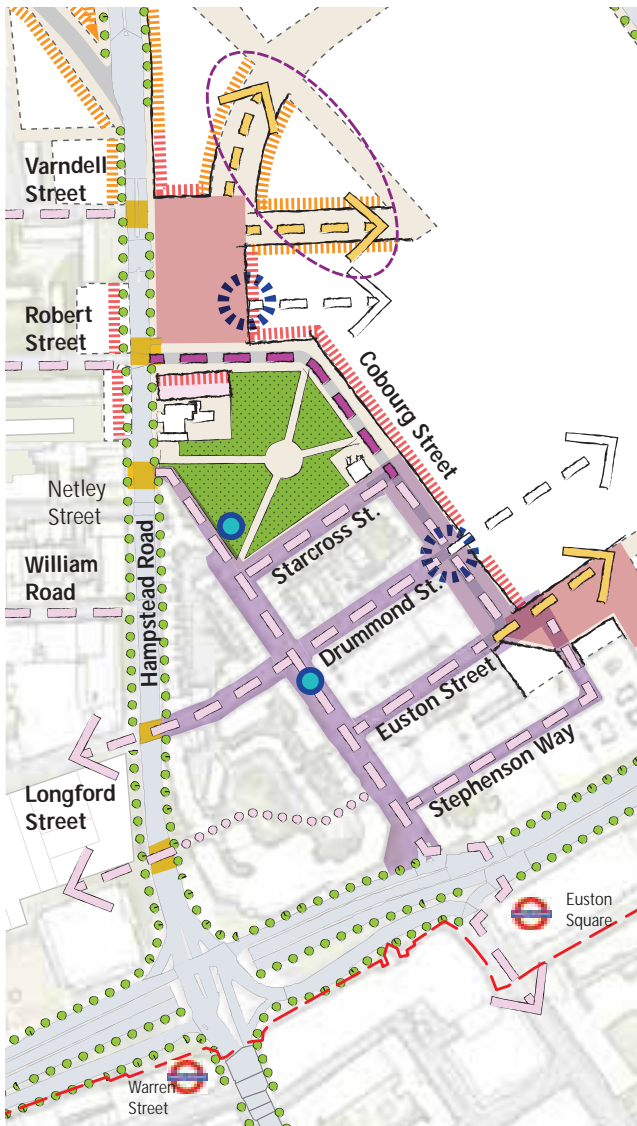 Varndell
Street
Robert
Street
Cobourg Street
Netley
Street
Starcross St.
William
Road
Hampstead Road
Drummond St.
Euston Street
Stephenson Way
Longford
Street
Euston
Square
Warren
Street